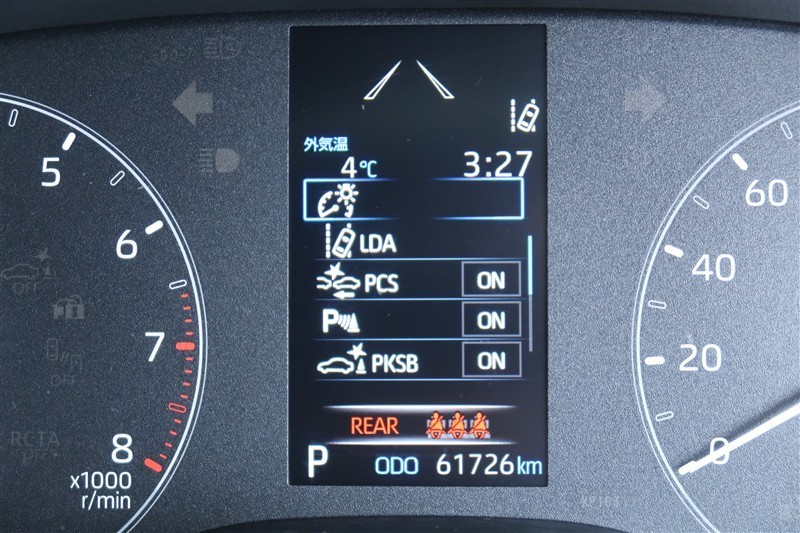 外気温
4°C 3:27
LDA
PCS ON
P ON
PKSB ON
REAR
P ODO 61726km
5
6
7
8
x1000
r/min
60
40
20
0
OFF
OFF
RCTA
OFF